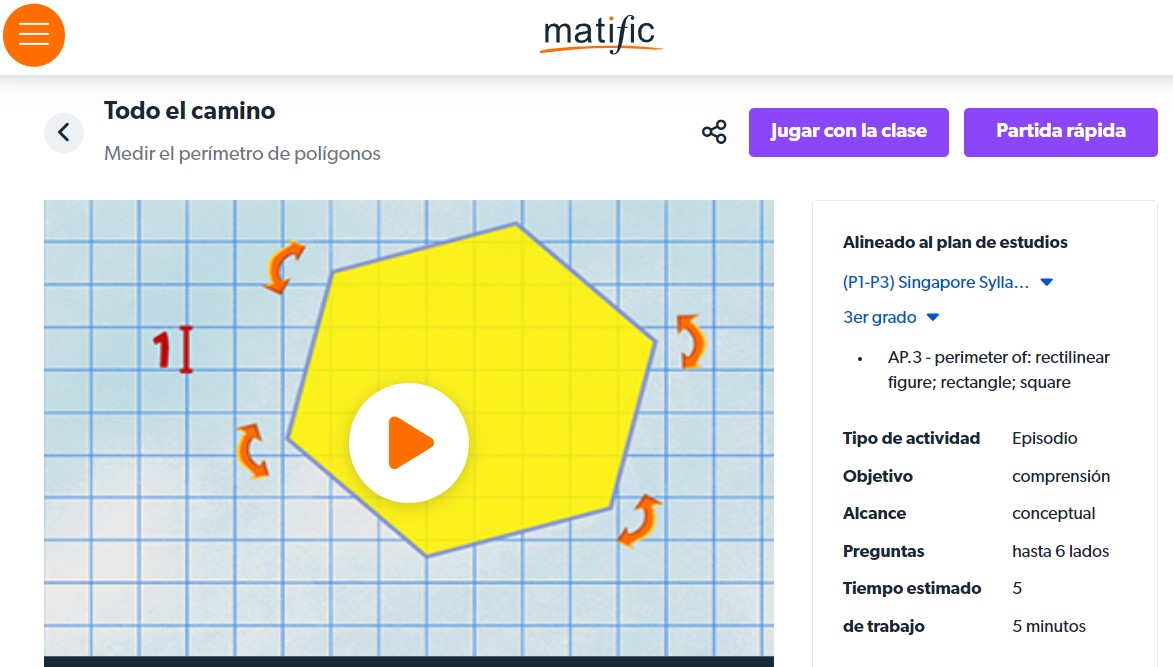 matific
Todo el camino
Medir el perímetro de polígonos
Jugar con la clase
Partida rápida
1
Alineado al plan de estudios
(P1-P3) Singapore Sylla...
3er grado
AP.3 - perimeter of: rectilinear
figure; rectangle; square
Tipo de actividad Episodio
Objetivo comprensión
Alcance conceptual
Preguntas hasta 6 lados
Tiempo estimado 5
de trabajo 5 minutos